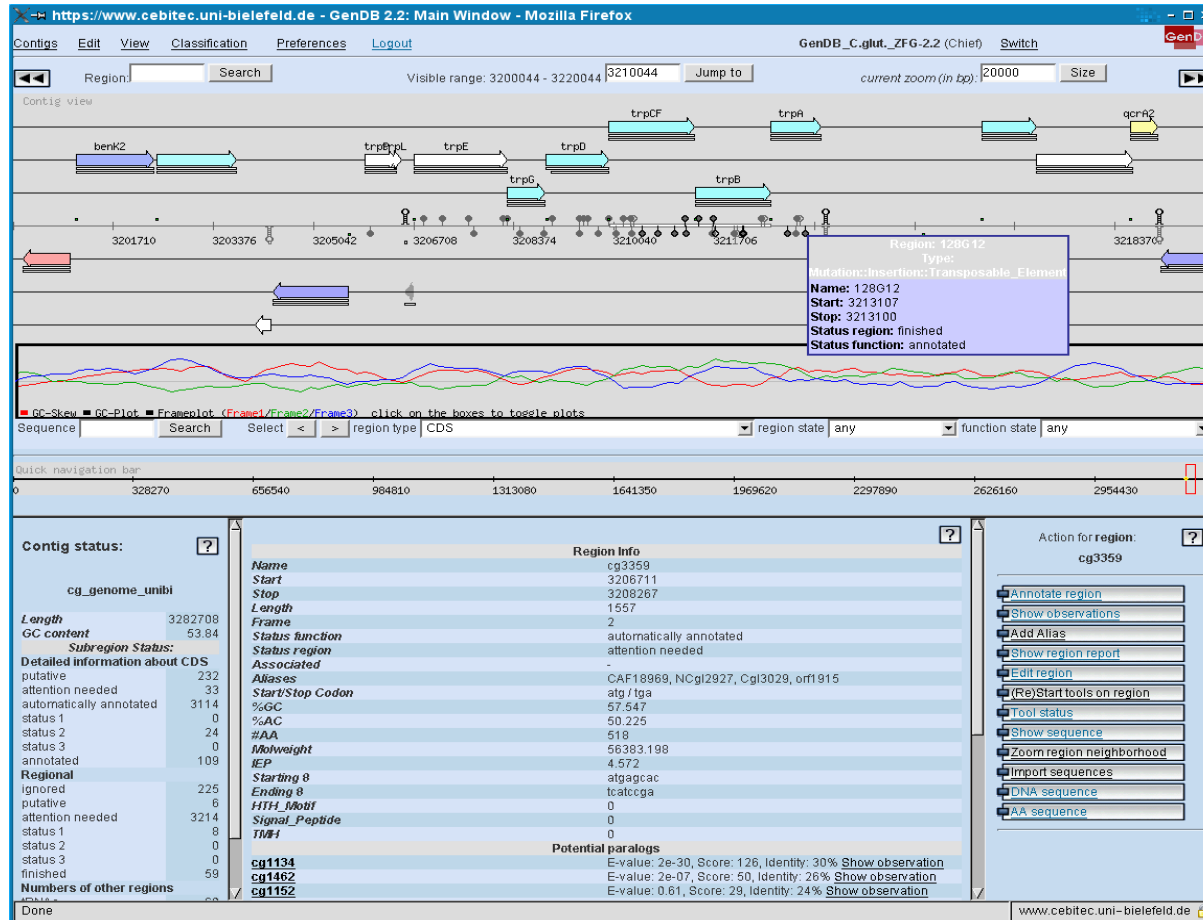 https://www.cebitec.uni-bielefeld.de - GenDB 2.2: Main Window - Mozilla Firefox
Contigs Edit View Classification Preferences Logout GenDB_C.glut._ZFG-2.2 (Chief) Switch
Region: Search Visible range: 3200044 - 3220044 3210044 Jump to current zoom (in bp): 20000 Size
Contig view
trpCF trpA qcrA2
benK2 trpL trpE trpD
trpG trpB
3201710 3203376 3205042 3206708 3208374 3210040 3211706 3218370
Region: 128G12
Type:
Mutation::Insertion::Transposable_Element
Name: 128G12
Start: 3213107
Stop: 3213100
Status region: finished
Status function: annotated
GC-Skew GC-Plot Frameplot (Frame1/Frame2/Frame3) click on the boxes to toggle plots
Sequence Search Select < > region type CDS region state any function state any
Quick navigation bar
0 328270 656540 984810 1313080 1641350 1969620 2297890 2626160 2954430
Contig status: ?
cg_genome_unibi
Length 3282708
GC content 53.84
Subregion Status:
Detailed information about CDS
putative 232
attention needed 33
automatically annotated 3114
status 1 0
status 2 24
status 3 0
annotated 109
Regional
ignored 225
putative 6
attention needed 3214
status 1 8
status 2 0
status 3 0
finished 59
Numbers of other regions
?
Region Info
Name cg3359
Start 3206711
Stop 3208267
Length 1557
Frame 2
Status function automatically annotated
Status region attention needed
Associated -
Aliases CAF18969, NCgl2927, Cgl3029, orf1915
Start/Stop Codon atg / tga
%GC 57.547
%AC 50.225
#AA 518
Molweight 56383.198
IEP 4.572
Starting 8 atgagcac
Ending 8 tcatccga
HTH_Motif 0
Signal_Peptide 0
TMH 0
Potential paralogs
cg1134 E-value: 2e-30, Score: 126, Identity: 30% Show observation
cg1462 E-value: 2e-07, Score: 50, Identity: 26% Show observation
cg1152 E-value: 0.61, Score: 29, Identity: 24% Show observation
Action for region: ?
cg3359
Annotate region
Show observations
Add Alias
Show region report
Edit region
(Re)Start tools on region
Tool status
Show sequence
Zoom region neighborhood
Import sequences
DNA sequence
AA sequence
Done www.cebitec.uni-bielefeld.de